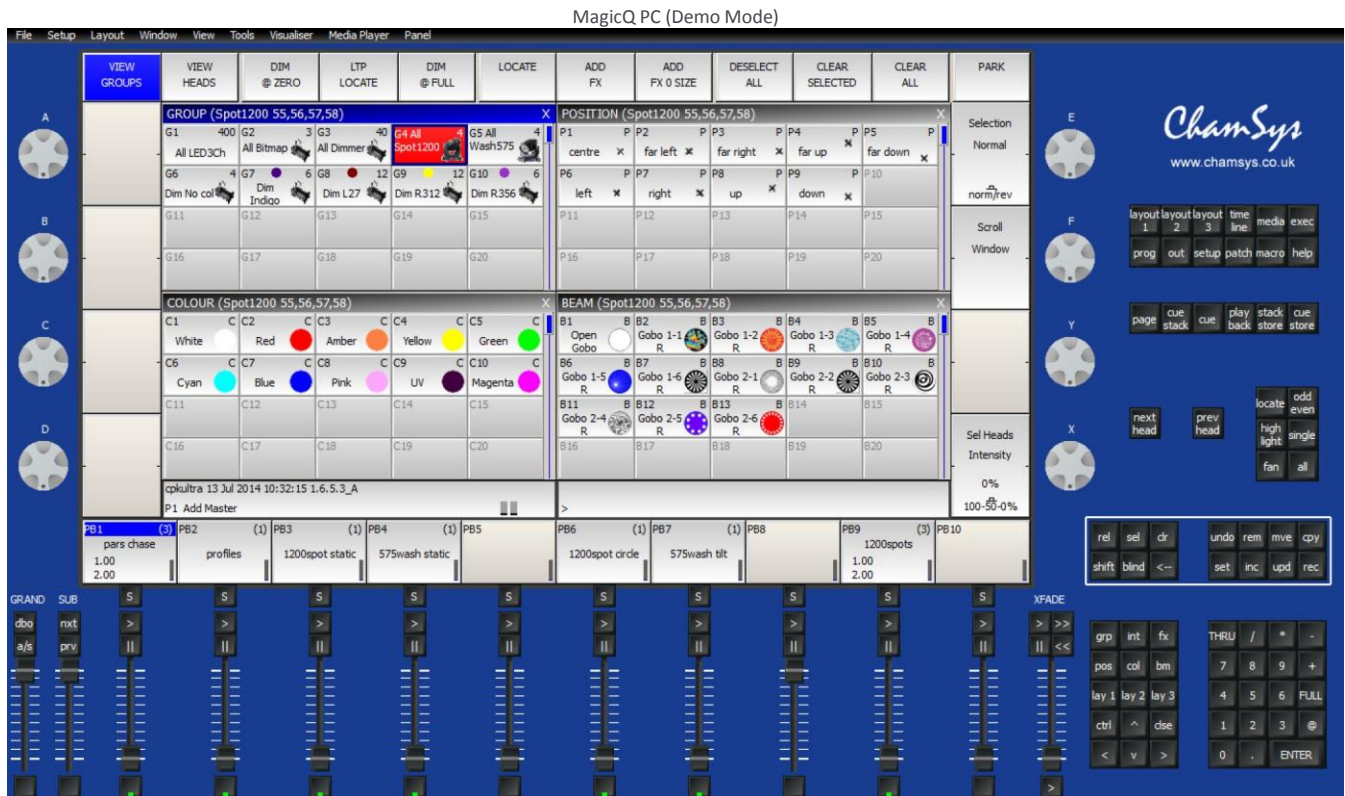 MagicQ PC (Demo Mode)
File Setup Layout Window View Tools Visualiser Media Player Panel
VIEW GROUPS
VIEW HEADS
DIM @ ZERO
LTP LOCATE
DIM @ FULL
LOCATE
ADD FX
ADD FX 0 SIZE
DESELECT ALL
CLEAR SELECTED
CLEAR ALL
PARK
A
B
C
D
GROUP (Spot1200 55,56,57,58) X
G1 400 All LED3Ch
G2 3 All Bitmap
G3 40 All Dimmer
G4 All 4 Spot1200
G5 All 4 Wash575
G6 4 Dim No col
G7 6 Dim Indigo
G8 12 Dim L27
G9 12 Dim R312
G10 6 Dim R356
G11 G12 G13 G14 G15
G16 G17 G18 G19 G20
POSITION (Spot1200 55,56,57,58) X
P1 P centre
P2 P far left
P3 P far right
P4 P far up
P5 P far down
P6 P left
P7 P right
P8 P up
P9 P down
P10
P11 P12 P13 P14 P15
P16 P17 P18 P19 P20
COLOUR (Spot1200 55,56,57,58) X
C1 C White
C2 C Red
C3 C Amber
C4 C Yellow
C5 C Green
C6 C Cyan
C7 C Blue
C8 C Pink
C9 C UV
C10 C Magenta
C11 C12 C13 C14 C15
C16 C17 C18 C19 C20
BEAM (Spot1200 55,56,57,58) X
B1 B Open Gobo
B2 B Gobo 1-1 R
B3 B Gobo 1-2 R
B4 B Gobo 1-3 R
B5 B Gobo 1-4 R
B6 B Gobo 1-5 R
B7 B Gobo 1-6 R
B8 B Gobo 2-1 R
B9 B Gobo 2-2 R
B10 B Gobo 2-3 R
B11 B Gobo 2-4 R
B12 B Gobo 2-5 R
B13 B Gobo 2-6 R
B14 B15
B16 B17 B18 B19 B20
cpkultra 13 Jul 2014 10:32:15 1.6.5.3_A
P1 Add Master
>
Selection
Normal
norm/rev
Scroll
Window
Sel Heads
Intensity
0%
100-50-0%
PB1 (3) pars chase 1.00 2.00
PB2 (1) profiles
PB3 (1) 1200spot static
PB4 (1) 575wash static
PB5
PB6 (1) 1200spot circle
PB7 (1) 575wash tilt
PB8
PB9 (3) 1200spots 1.00 2.00
PB10
E
F
Y
X
ChamSys
www.chamsys.co.uk
layout 1 layout 2 layout 3 time line media exec
prog out setup patch macro help
page cue stack cue play back stack store cue store
locate odd even
next head prev head high light single
fan all
rel sel clr undo rem mve cpy
shift blind <-- set inc upd rec
GRAND SUB S S S S S S S S S S XFADE
dbo nxt > > > > > > > > > > > >>
a/s prv || || || || || || || || || || || <<
grp int fx THRU / * -
pos col bm 7 8 9 +
lay 1 lay 2 lay 3 4 5 6 FULL
ctrl ^ close 1 2 3 @
< v > 0 . ENTER
>